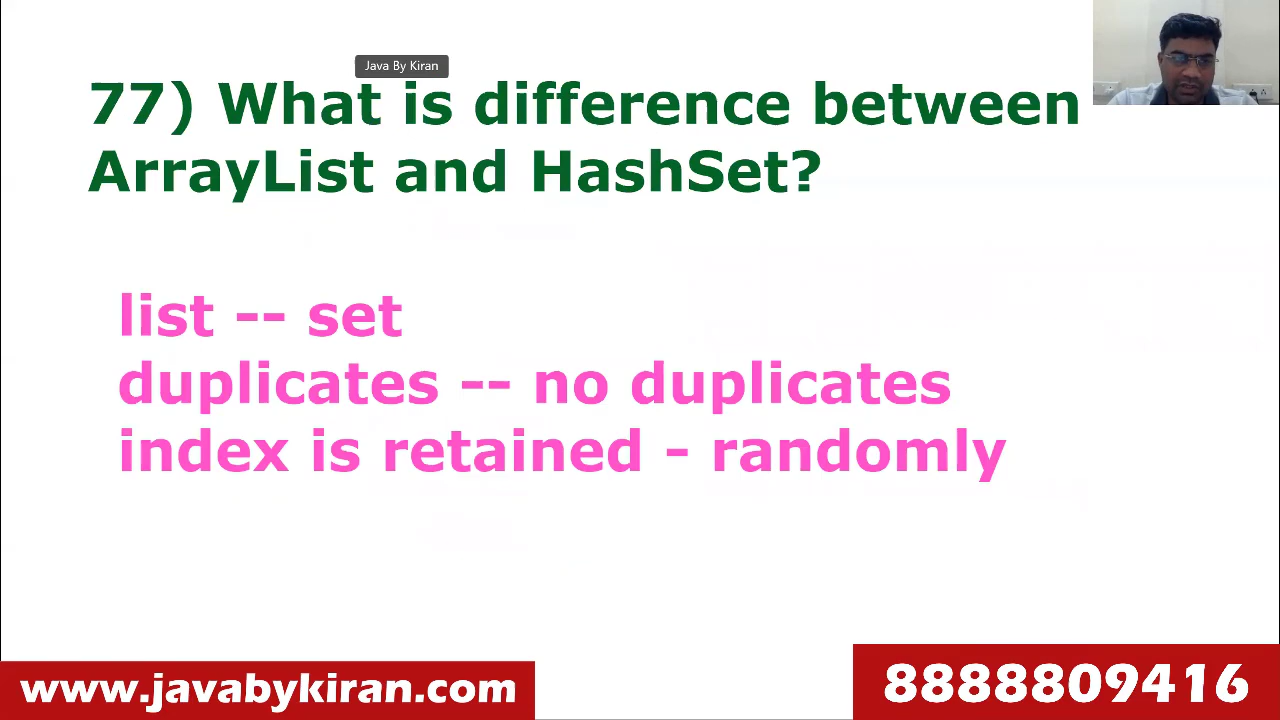 Java By Kiran
77) What is difference between
ArrayList and HashSet?
list -- set
duplicates -- no duplicates
index is retained - randomly
www.javabykiran.com
8888809416